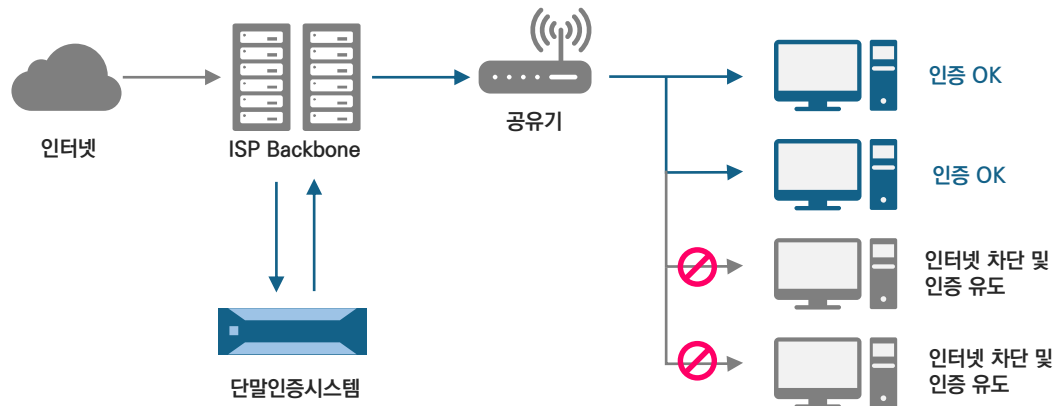 인터넷
ISP Backbone
공유기
단말인증시스템
인증 OK
인증 OK
인터넷 차단 및
인증 유도
인터넷 차단 및
인증 유도